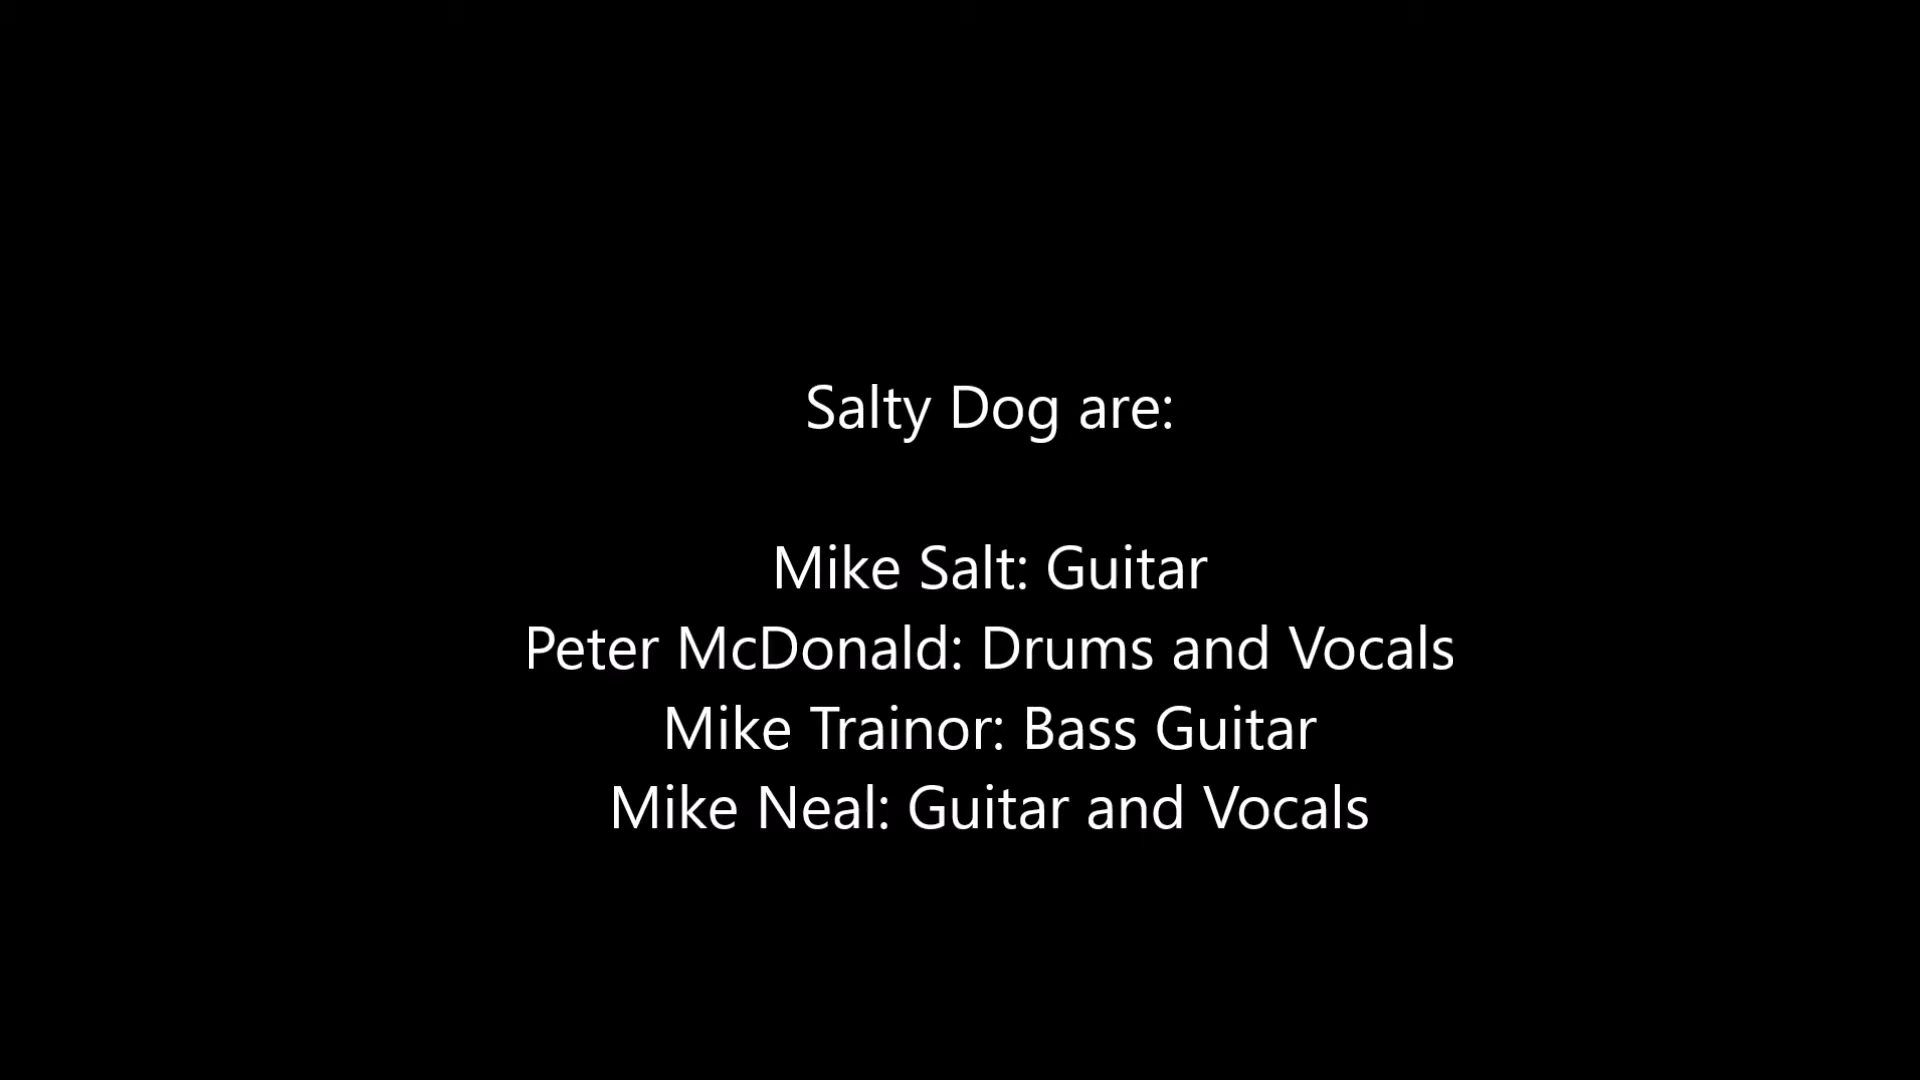 Salty Dog are:
Mike Salt: Guitar
Peter McDonald: Drums and Vocals
Mike Trainor: Bass Guitar
Mike Neal: Guitar and Vocals